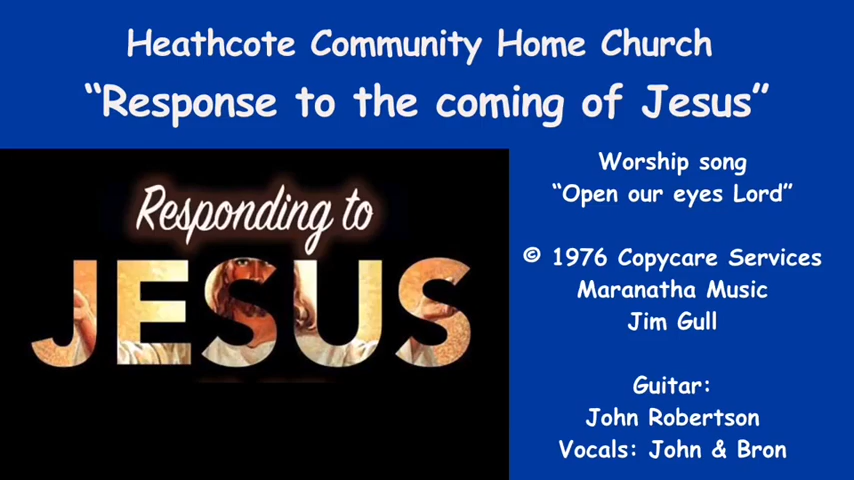 Heathcote Community Home Church
“Response to the coming of Jesus”
Responding to
JESUS
Worship song
“Open our eyes Lord”
© 1976 Copycare Services
Maranatha Music
Jim Gull
Guitar:
John Robertson
Vocals: John & Bron